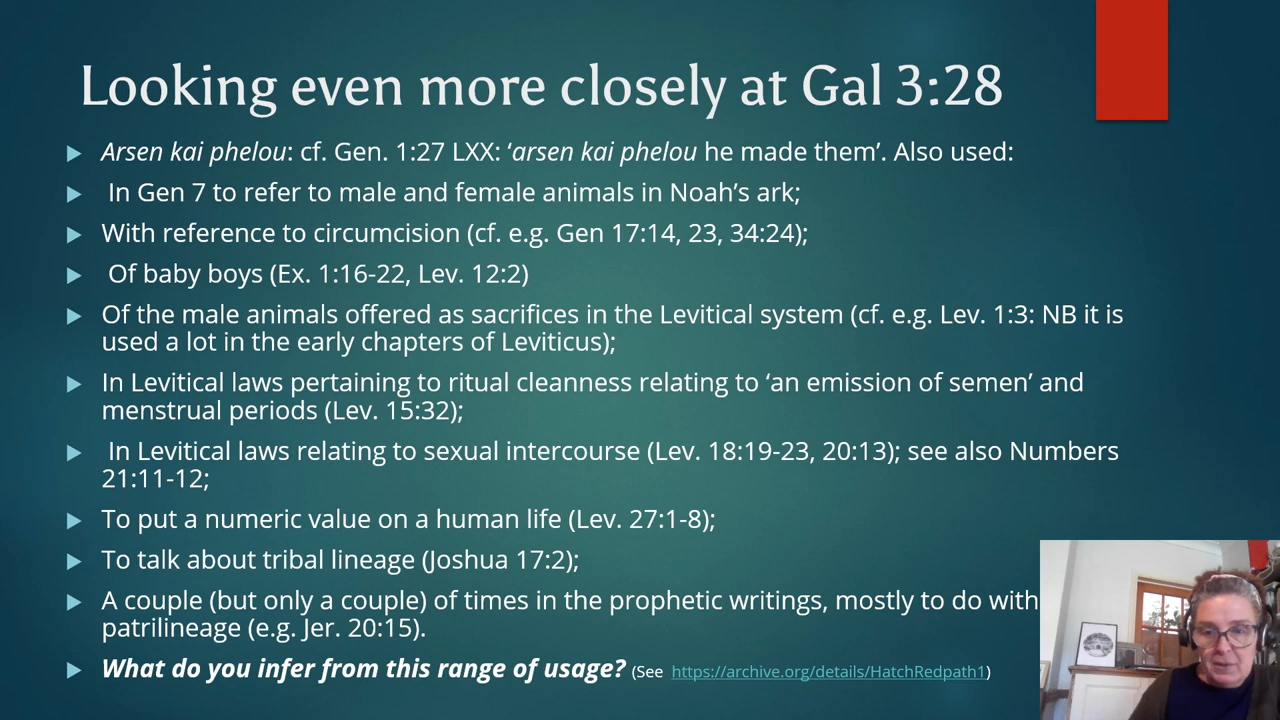 Looking even more closely at Gal 3:28
Arsen kai phelou: cf. Gen. 1:27 LXX: ‘arsen kai phelou he made them’. Also used:
In Gen 7 to refer to male and female animals in Noah’s ark;
With reference to circumcision (cf. e.g. Gen 17:14, 23, 34:24);
Of baby boys (Ex. 1:16-22, Lev. 12:2)
Of the male animals offered as sacrifices in the Levitical system (cf. e.g. Lev. 1:3: NB it is
used a lot in the early chapters of Leviticus);
In Levitical laws pertaining to ritual cleanness relating to ‘an emission of semen’ and
menstrual periods (Lev. 15:32);
In Levitical laws relating to sexual intercourse (Lev. 18:19-23, 20:13); see also Numbers
21:11-12;
To put a numeric value on a human life (Lev. 27:1-8);
To talk about tribal lineage (Joshua 17:2);
A couple (but only a couple) of times in the prophetic writings, mostly to do with
patrilineage (e.g. Jer. 20:15).
What do you infer from this range of usage? (See https://archive.org/details/HatchRedpath1)